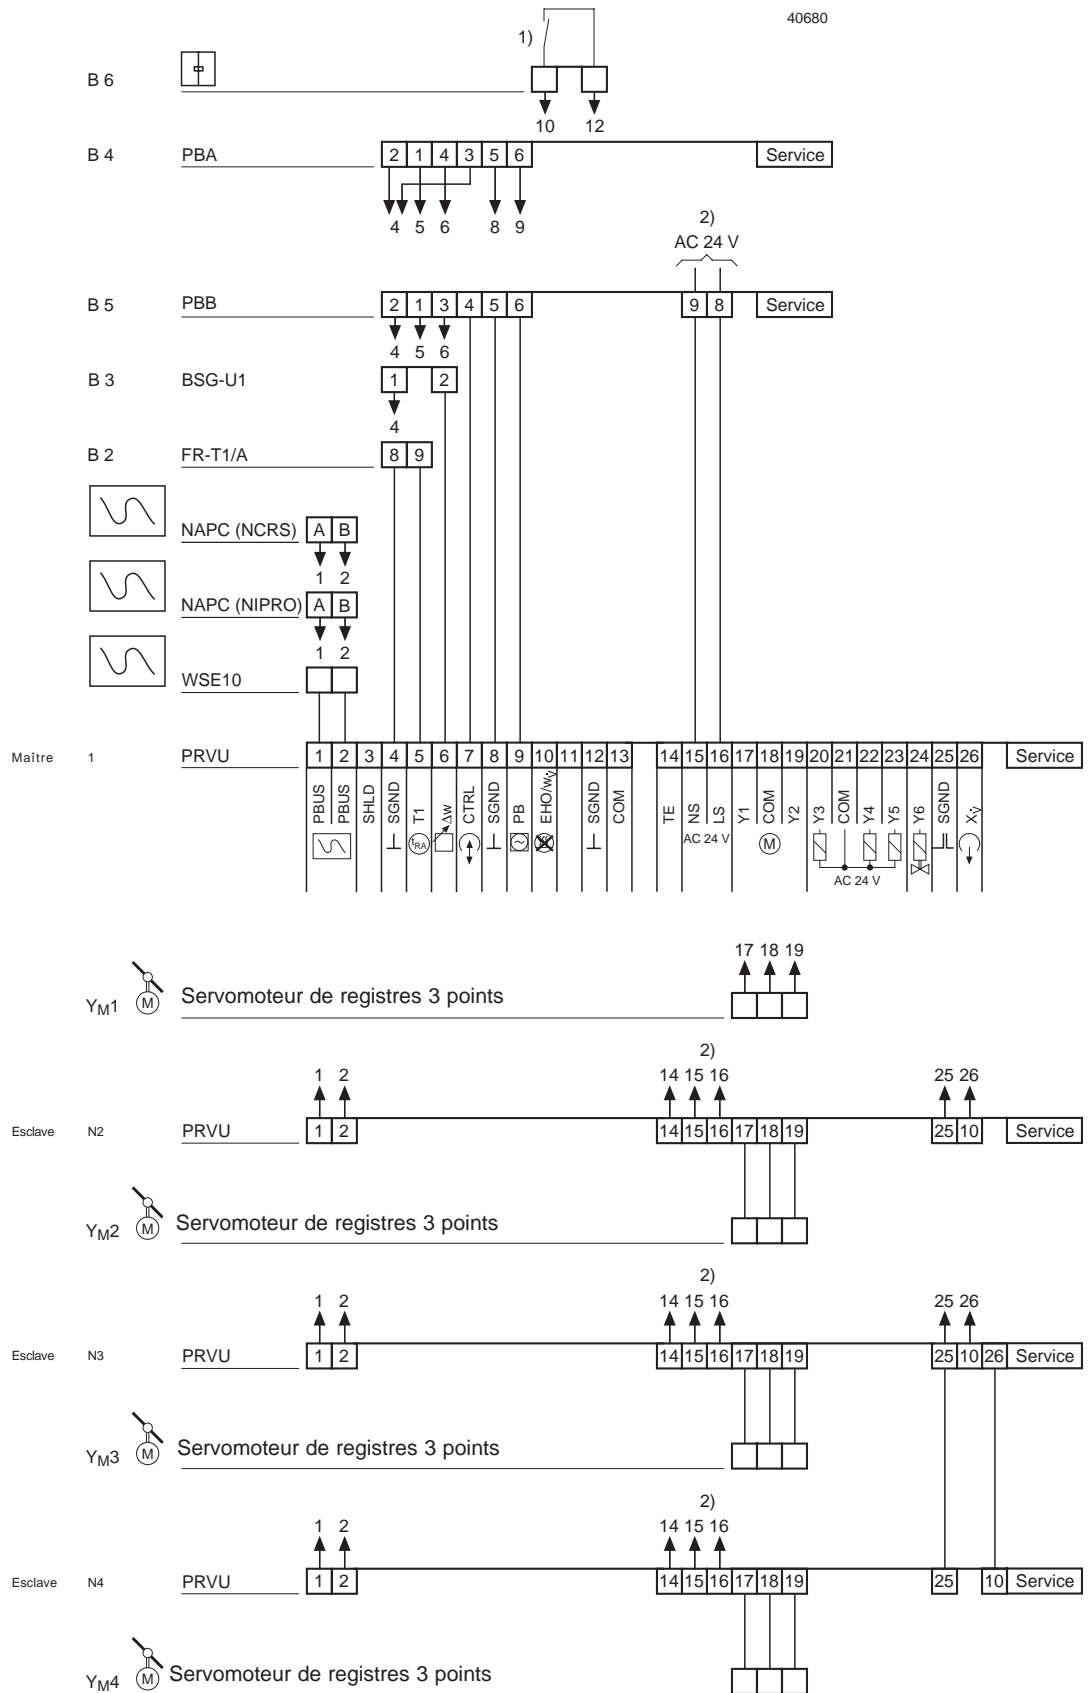 40680
1)
B 6
10 12
B 4 PBA 2 1 4 3 5 6 Service
4 5 6 8 9
2)
AC 24 V
B 5 PBB 2 1 3 4 5 6 9 8 Service
4 5 6
B 3 BSG-U1 1 2
4
B 2 FR-T1/A 8 9
NAPC (NCRS) A B
1 2
NAPC (NIPRO) A B
1 2
WSE10
Maître 1 PRVU 1 2 3 4 5 6 7 8 9 10 11 12 13 14 15 16 17 18 19 20 21 22 23 24 25 26 Service
PBUS PBUS SHLD SGND T1 Δw CTRL SGND PB EHO/wv̇ SGND COM TE NS LS Y1 COM Y2 Y3 COM Y4 Y5 Y6 SGND Xv̇
tRA AC 24 V M
AC 24 V
17 18 19
YM1 M Servomoteur de registres 3 points
2)
1 2 14 15 16 25 26
Esclave N2 PRVU 1 2 14 15 16 17 18 19 25 10 Service
YM2 M Servomoteur de registres 3 points
2)
1 2 14 15 16 25 26
Esclave N3 PRVU 1 2 14 15 16 17 18 19 25 10 26 Service
YM3 M Servomoteur de registres 3 points
2)
1 2 14 15 16
Esclave N4 PRVU 1 2 14 15 16 17 18 19 25 10 Service
YM4 M Servomoteur de registres 3 points